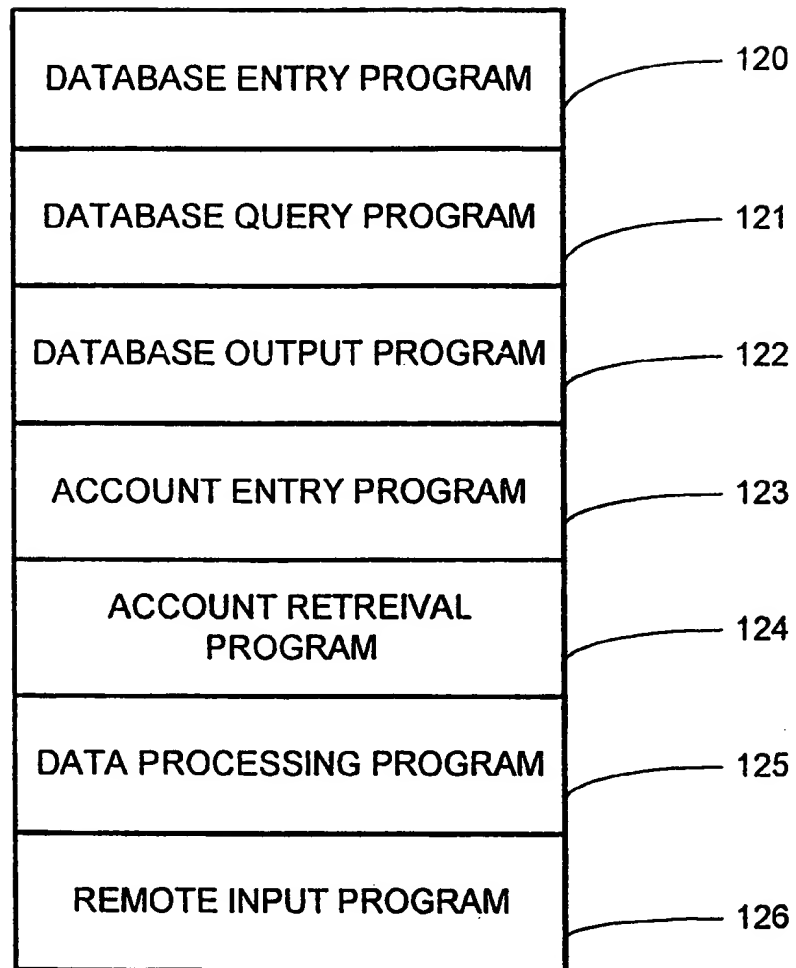 DATABASE ENTRY PROGRAM 120
DATABASE QUERY PROGRAM 121
DATABASE OUTPUT PROGRAM 122
ACCOUNT ENTRY PROGRAM 123
ACCOUNT RETREIVAL
PROGRAM 124
DATA PROCESSING PROGRAM 125
REMOTE INPUT PROGRAM 126